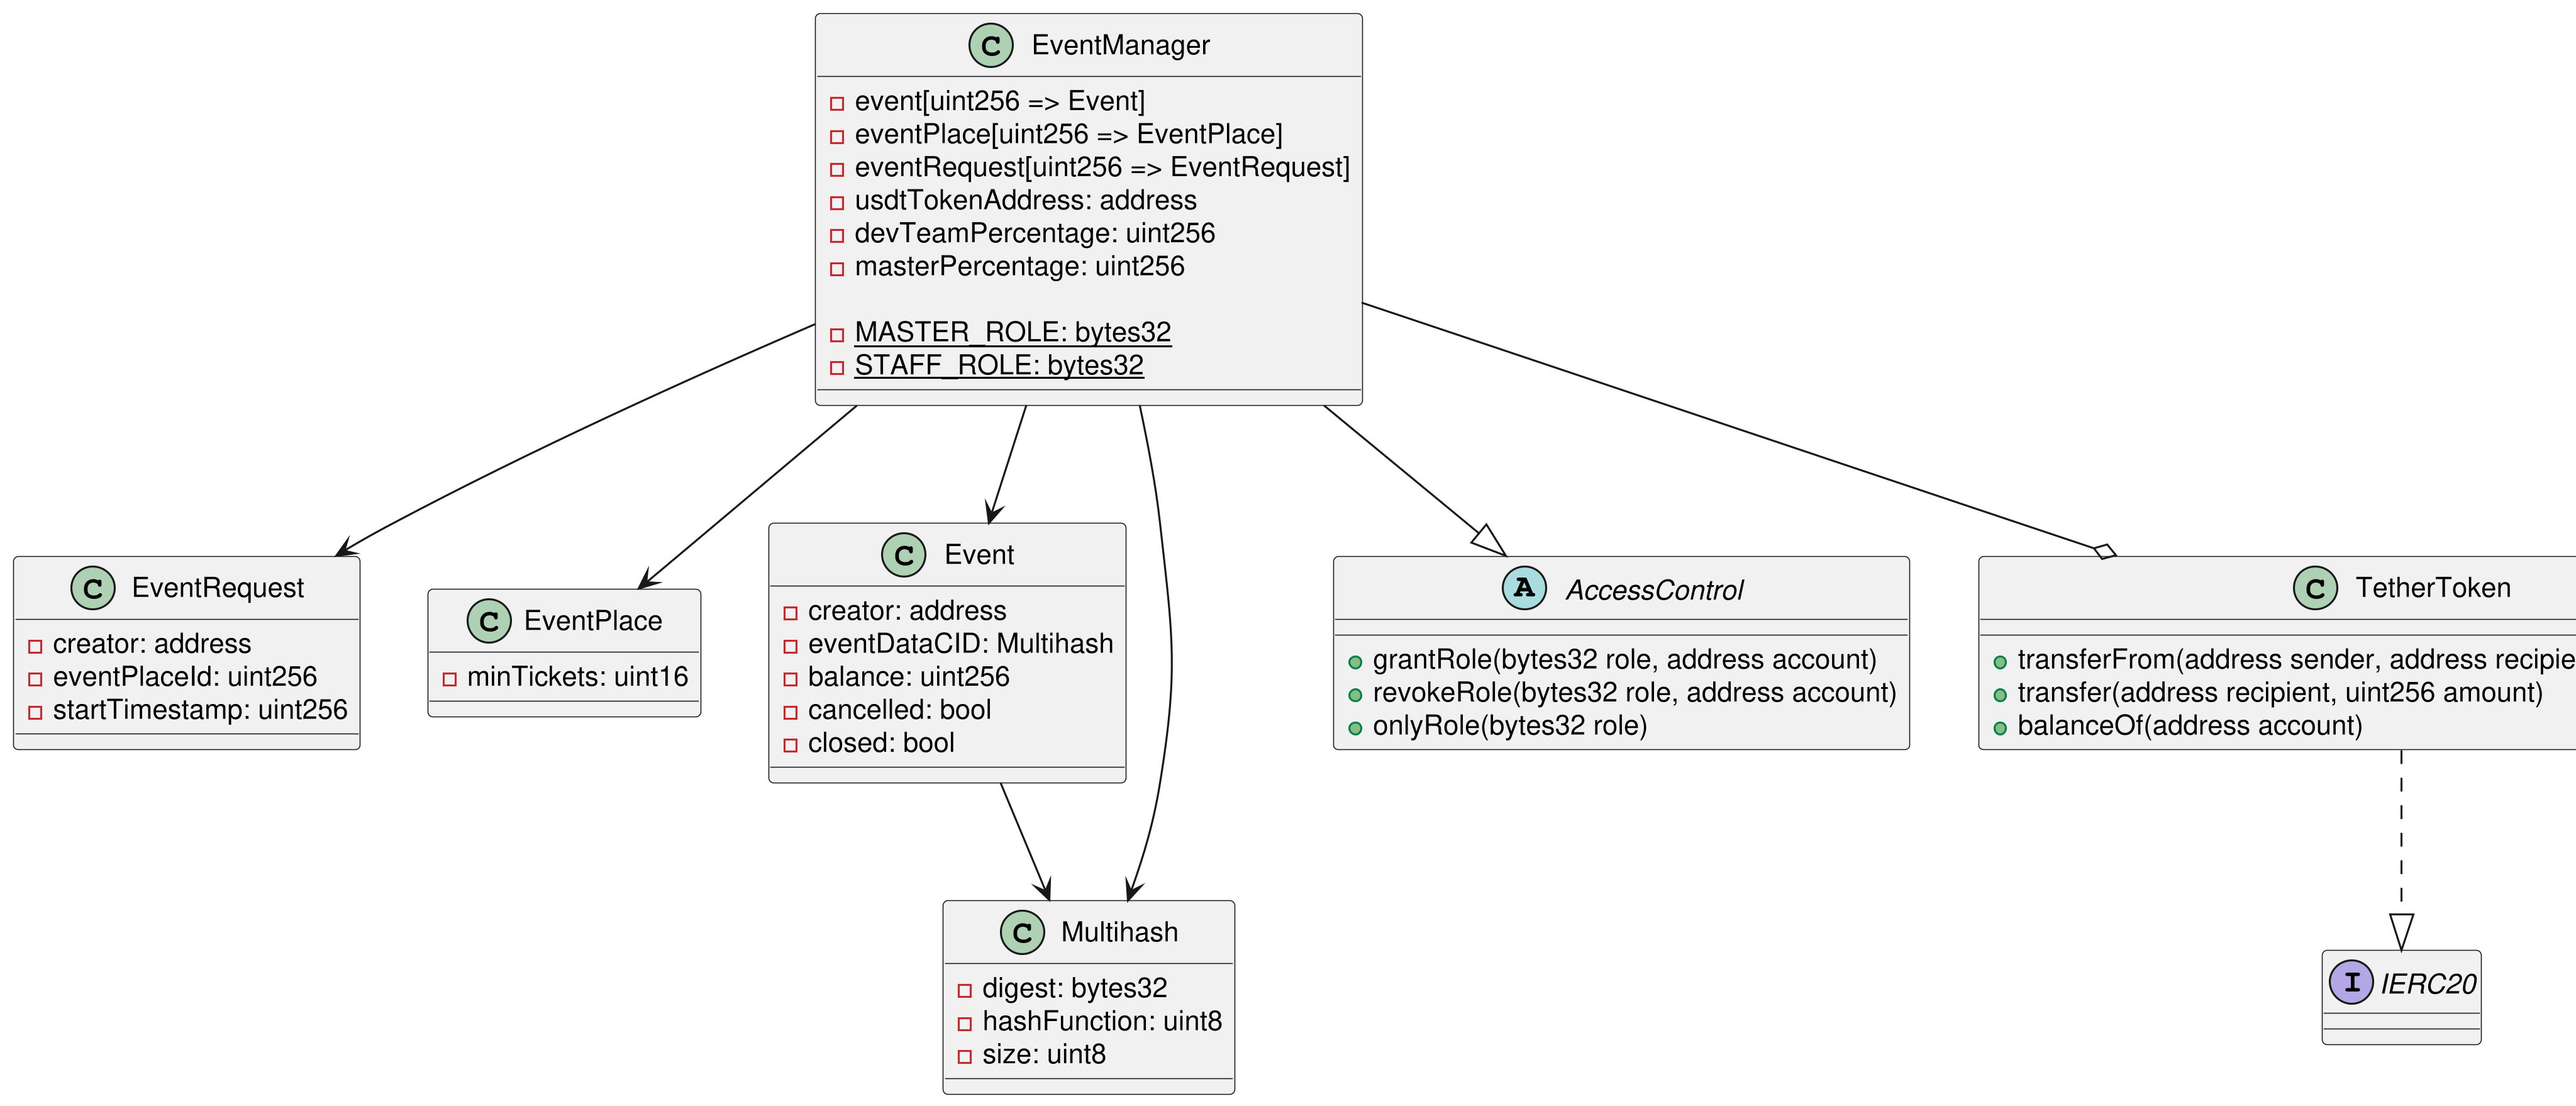 C EventManager
event[uint256 => Event]
eventPlace[uint256 => EventPlace]
eventRequest[uint256 => EventRequest]
usdtTokenAddress: address
devTeamPercentage: uint256
masterPercentage: uint256
MASTER_ROLE: bytes32
STAFF_ROLE: bytes32
C EventRequest
creator: address
eventPlaceId: uint256
startTimestamp: uint256
C EventPlace
minTickets: uint16
C Event
creator: address
eventDataCID: Multihash
balance: uint256
cancelled: bool
closed: bool
A AccessControl
grantRole(bytes32 role, address account)
revokeRole(bytes32 role, address account)
onlyRole(bytes32 role)
C TetherToken
transferFrom(address sender, address
transfer(address recipient, uint256 amount)
balanceOf(address account)
C Multihash
digest: bytes32
hashFunction: uint8
size: uint8
I IERC20